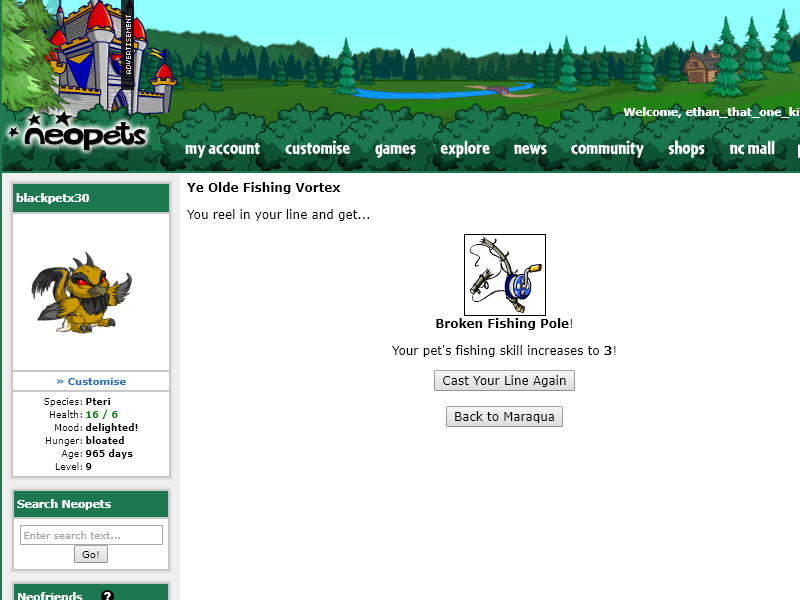 ADVERTISEMENT
Welcome, ethan_that_one_ki
neopets
my account customise games explore news community shops nc mall
blackpetx30
» Customise
Species: Pteri
Health: 16 / 6
Mood: delighted!
Hunger: bloated
Age: 965 days
Level: 9
Search Neopets
Enter search text...
Go!
Neofriends ?
Ye Olde Fishing Vortex
You reel in your line and get...
Broken Fishing Pole!
Your pet's fishing skill increases to 3!
Cast Your Line Again
Back to Maraqua